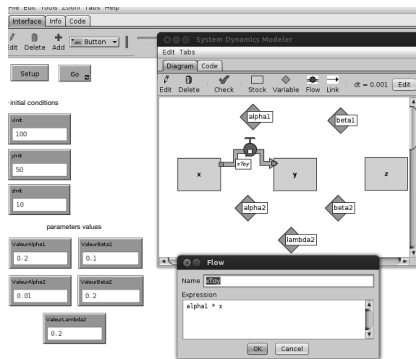 File Edit Tools Zoom Tabs Help
Interface Info Code
Edit Delete Add Button
Setup Go
initial conditions
xInit
100
yInit
50
zInit
10
parameters values
ValeurAlpha1
0.2
ValeurBeta1
0.1
ValeurAlpha2
0.01
ValeurBeta2
0.2
ValeurLambda2
0.2
System Dynamics Modeler
Edit Tabs
Diagram Code
Edit Delete Check Stock Variable Flow Link dt = 0.001 Edit
alpha1
beta1
xToy
x
y
z
alpha2
beta2
lambda2
Flow
Name xToy
Expression
alpha1 * x
OK Cancel